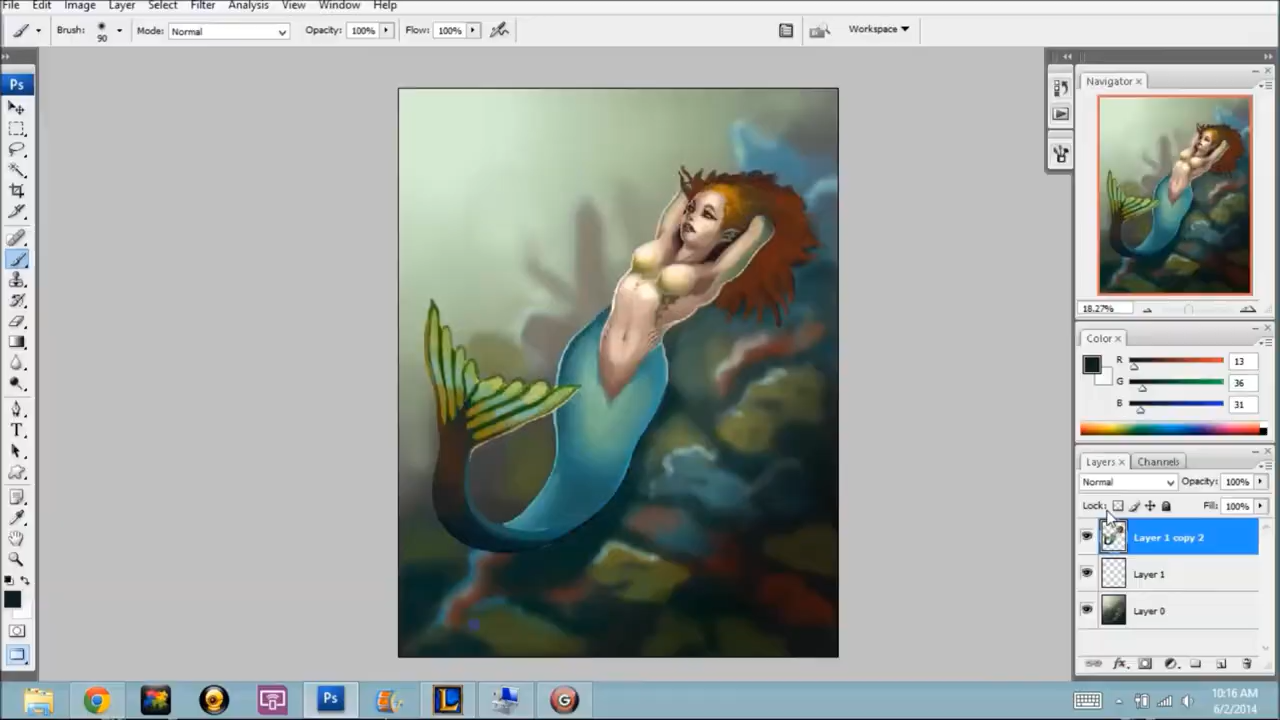 File Edit Image Layer Select Filter Analysis View Window Help
Brush: 90 Mode: Normal Opacity: 100% Flow: 100% Workspace
Ps
Navigator
18.27%
Color
R 13
G 36
B 31
Layers Channels
Normal Opacity: 100%
Lock: Fill: 100%
Layer 1 copy 2
Layer 1
Layer 0
T
Ps L G
10:16 AM
6/2/2014